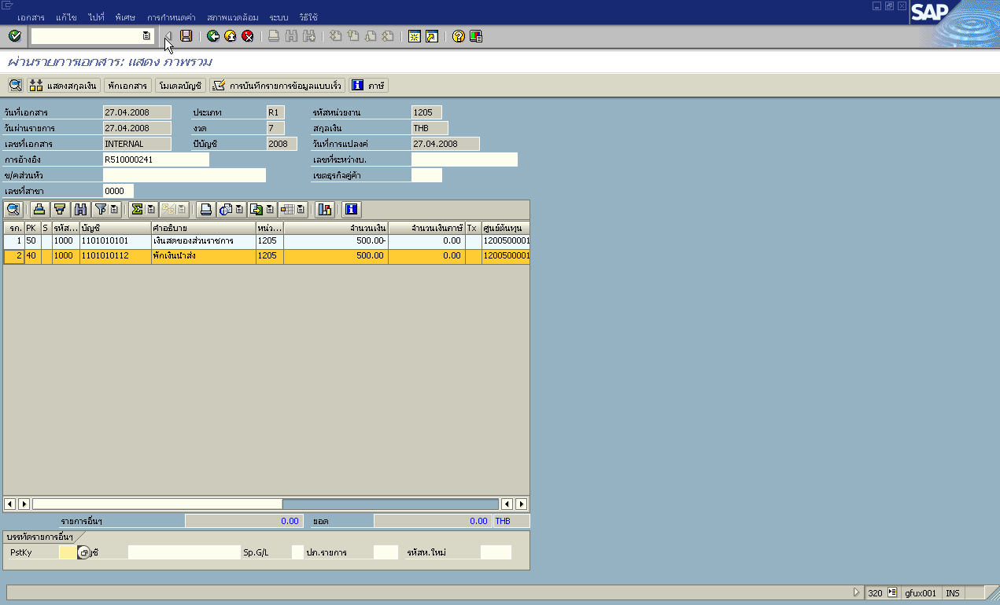 เอกสาร แก้ไข ไปที่ พิเศษ การกำหนดค่า สภาพแวดล้อม ระบบ วิธีใช้
SAP
ผ่านรายการเอกสาร: แสดง ภาพรวม
แสดงสกุลเงิน พักเอกสาร โมเดลบัญชี การบันทึกรายการข้อมูลแบบเร็ว ภาษี
วันที่เอกสาร 27.04.2008 ประเภท R1 รหัสหน่วยงาน 1205
วันผ่านรายการ 27.04.2008 งวด 7 สกุลเงิน THB
เลขที่เอกสาร INTERNAL ปีบัญชี 2008 วันที่การแปลงค่ 27.04.2008
การอ้างอิง R510000241 เลขที่ระหว่างบ.
ข/คส่วนหัว เขตธุรกิจคู่ค้า
เลขที่สาขา 0000
รก. PK S รหัส... บัญชี คำอธิบาย หน่ว... จำนวนเงิน จำนวนเงินภาษี Tx ศูนย์ต้นทุน
1 50 1000 1101010101 เงินสดของส่วนราชการ 1205 500.00- 0.00 1200500001
2 40 1000 1101010112 พักเงินนำส่ง 1205 500.00 0.00 1200500001
รายการอื่นๆ 0.00 ยอด 0.00 THB
บรรทัดรายการอื่นๆ
PstKy Sp.G/L ปภ.รายการ รหัสห.ใหม่
320 gfux001 INS